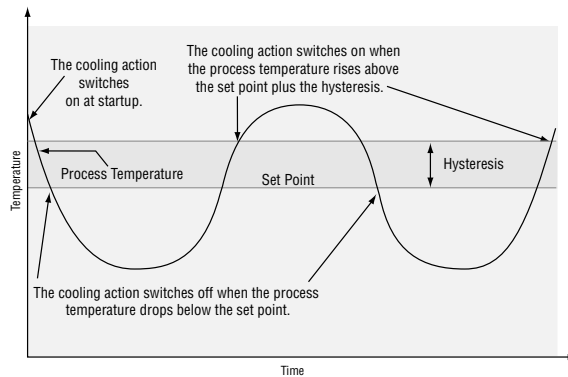 The cooling action
switches
on at startup.
The cooling action switches on when
the process temperature rises above
the set point plus the hysteresis.
Process Temperature
Set Point
Hysteresis
Temperature
The cooling action switches off when the process
temperature drops below the set point.
Time